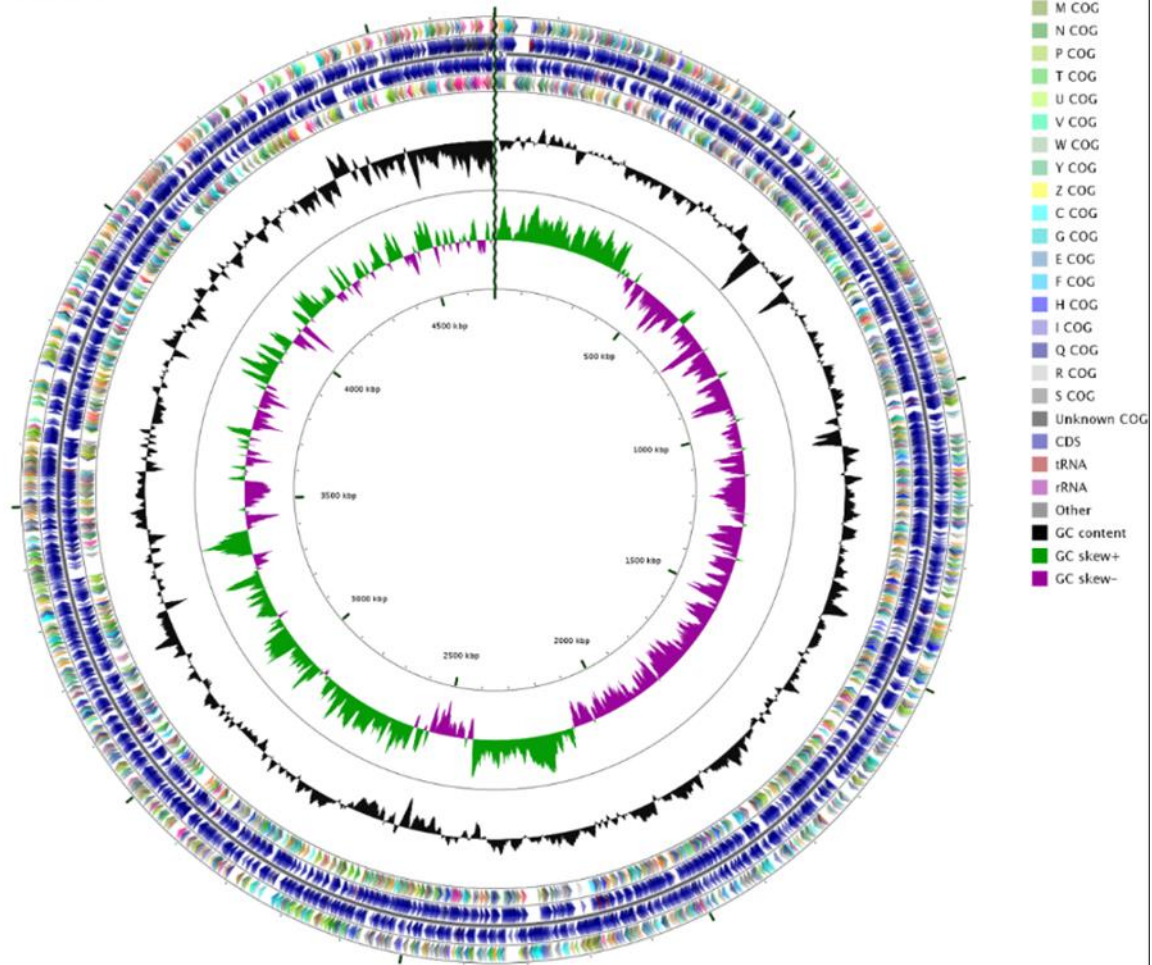 M COG
N COG
P COG
T COG
U COG
V COG
W COG
Y COG
Z COG
C COG
G COG
E COG
F COG
H COG
I COG
Q COG
R COG
S COG
Unknown COG
CDS
tRNA
rRNA
Other
GC content
GC skew+
GC skew-
4500 kbp
500 kbp
4000 kbp
1000 kbp
3500 kbp
1500 kbp
3000 kbp
2000 kbp
2500 kbp